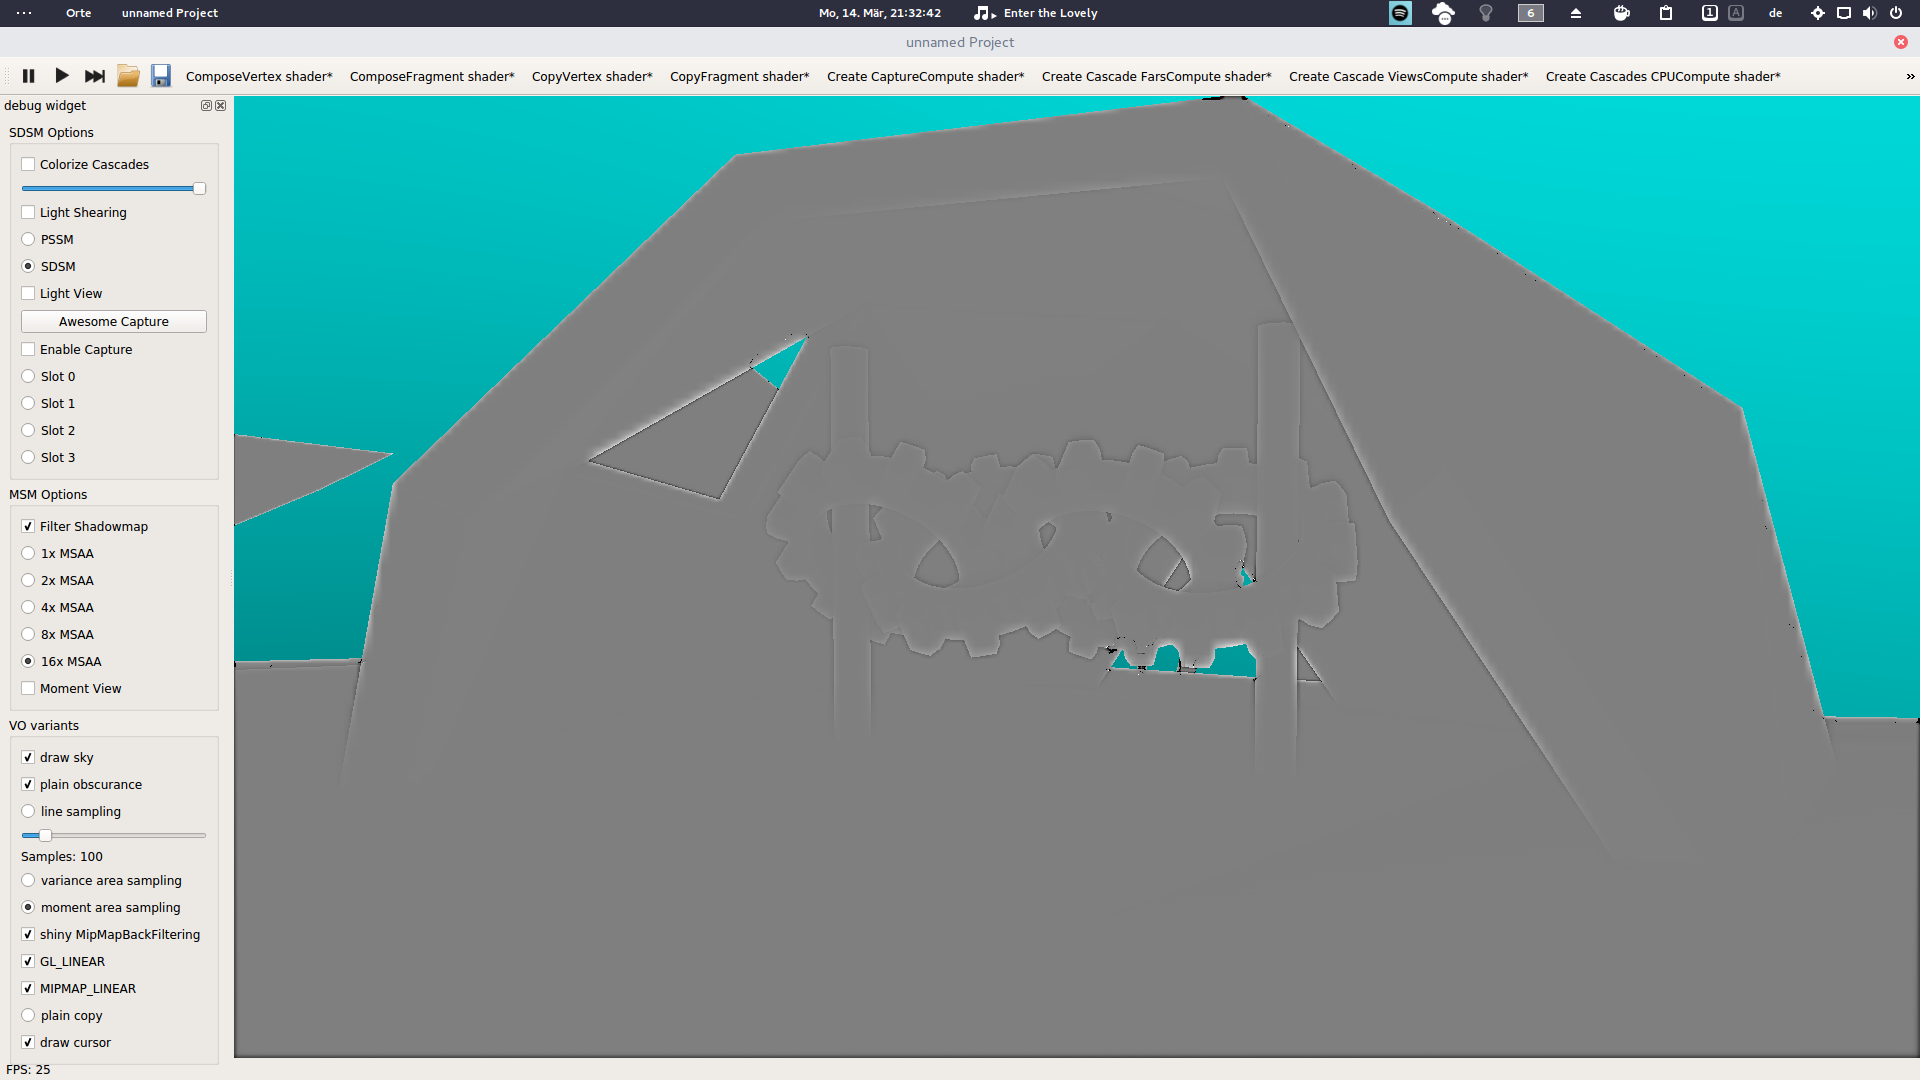 Orte unnamed Project Mo, 14. Mär, 21:32:42 Enter the Lovely 6 1 A de
unnamed Project
ComposeVertex shader* ComposeFragment shader* CopyVertex shader* CopyFragment shader* Create CaptureCompute shader* Create Cascade FarsCompute shader* Create Cascade ViewsCompute shader* Create Cascades CPUCompute shader* »
debug widget
SDSM Options
Colorize Cascades
Light Shearing
PSSM
SDSM
Light View
Awesome Capture
Enable Capture
Slot 0
Slot 1
Slot 2
Slot 3
MSM Options
Filter Shadowmap
1x MSAA
2x MSAA
4x MSAA
8x MSAA
16x MSAA
Moment View
VO variants
draw sky
plain obscurance
line sampling
Samples: 100
variance area sampling
moment area sampling
shiny MipMapBackFiltering
GL_LINEAR
MIPMAP_LINEAR
plain copy
draw cursor
FPS: 25